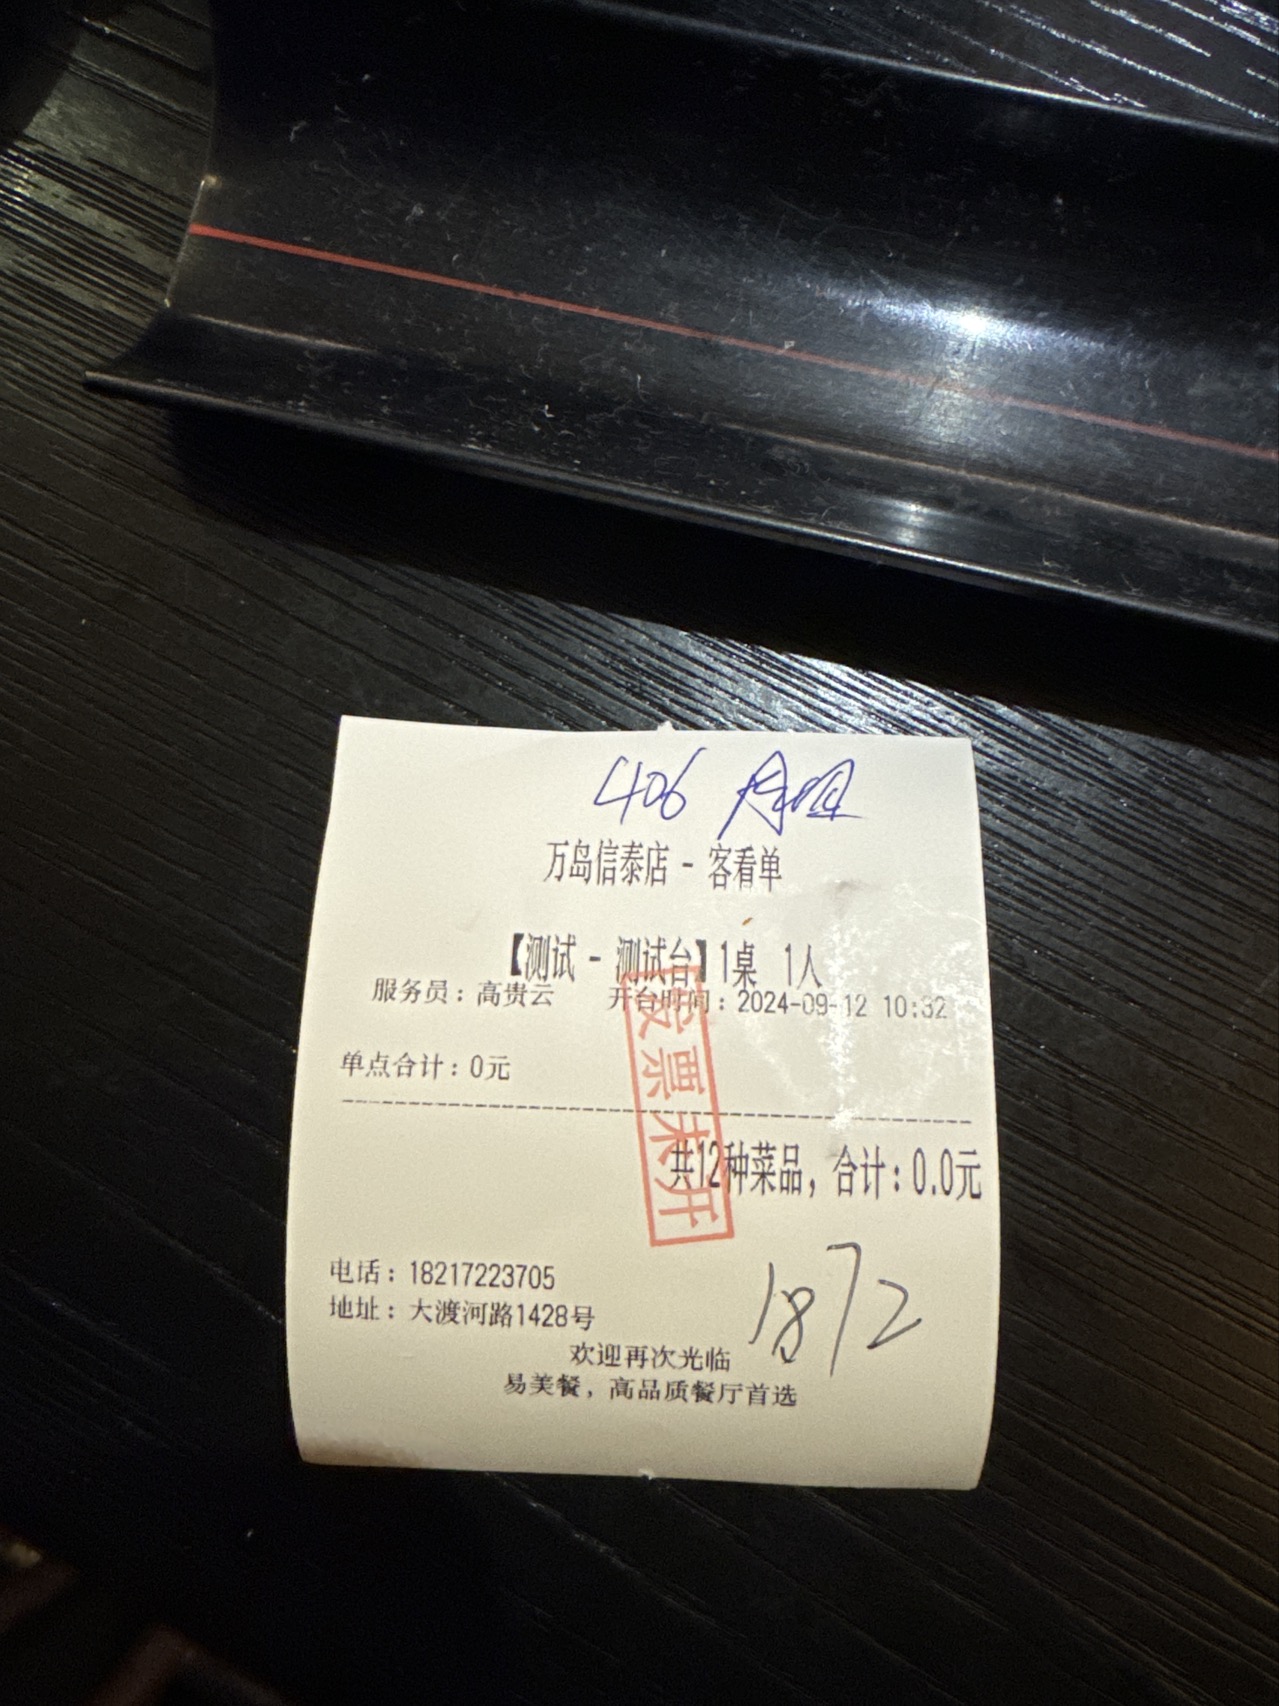 406
万岛信泰店 - 客看单
【测试 - 测试台】1桌 1人
服务员：高贵云 开台时间：2024-09-12 10:32
单点合计：0元
发票未开
共12种菜品，合计：0.0元
电话：18217223705
地址：大渡河路1428号
1872
欢迎再次光临
易美餐，高品质餐厅首选